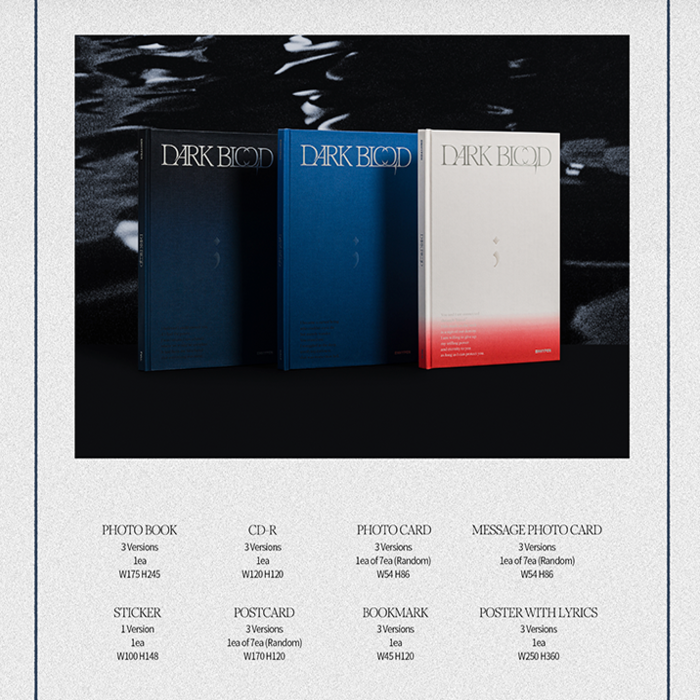 DARK BLOOD
DARK BLOOD
DARK BLOOD
PHOTO BOOK
3 Versions
1ea
W175 H245
CD-R
3 Versions
1ea
W120 H120
PHOTO CARD
3 Versions
1ea of 7ea (Random)
W54 H86
MESSAGE PHOTO CARD
3 Versions
1ea of 7ea (Random)
W54 H86
STICKER
1 Version
1ea
W100 H148
POSTCARD
3 Versions
1ea of 7ea (Random)
W170 H120
BOOKMARK
3 Versions
1ea
W45 H120
POSTER WITH LYRICS
3 Versions
1ea
W250 H360